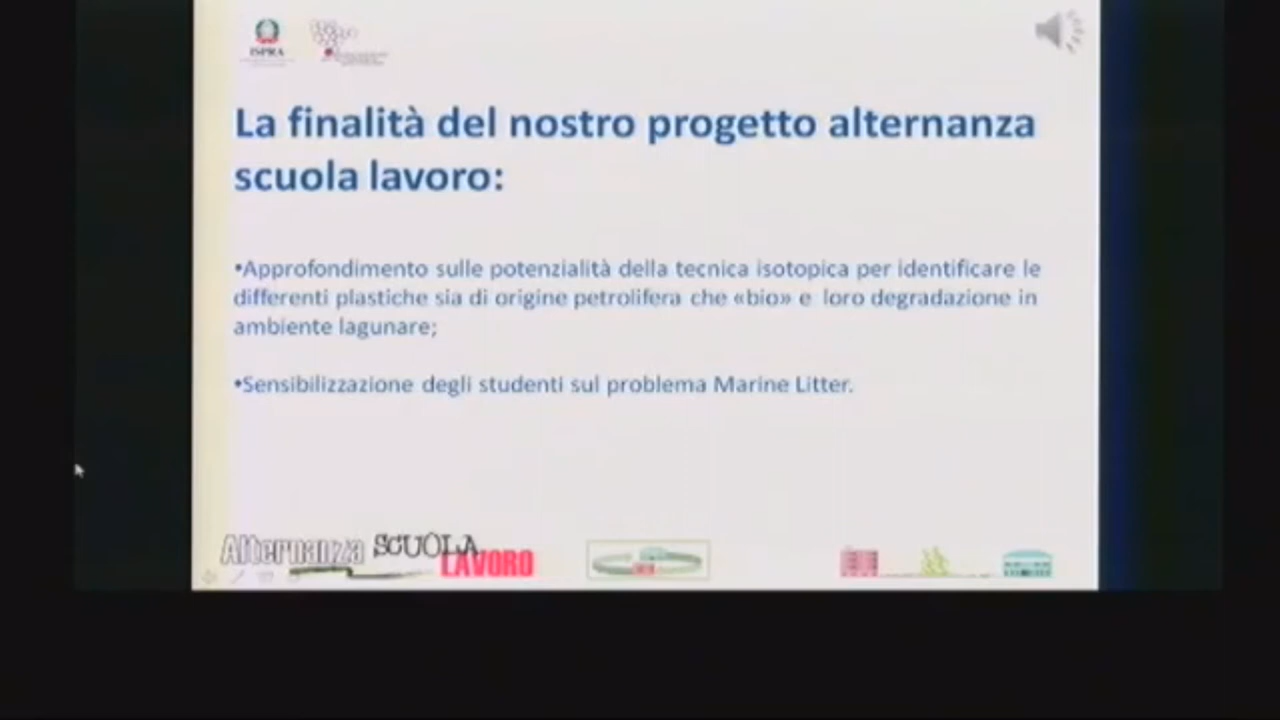 ISPRA
La finalità del nostro progetto alternanza
scuola lavoro:
•Approfondimento sulle potenzialità della tecnica isotopica per identificare le
differenti plastiche sia di origine petrolifera che «bio» e loro degradazione in
ambiente lagunare;
•Sensibilizzazione degli studenti sul problema Marine Litter.
Alternanza SCUOLA
LAVORO